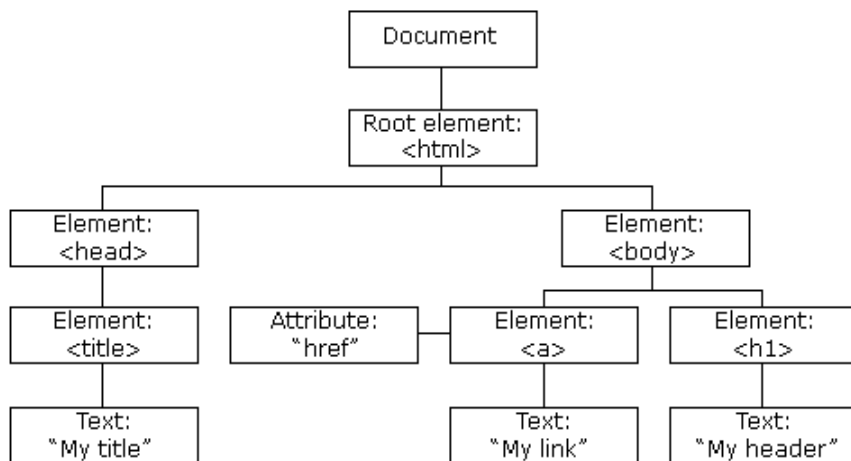 Document
Root element:
<html>
Element:
<head>
Element:
<body>
Element:
<title>
Attribute:
“href”
Element:
<a>
Element:
<h1>
Text:
“My title”
Text:
“My link”
Text:
“My header”